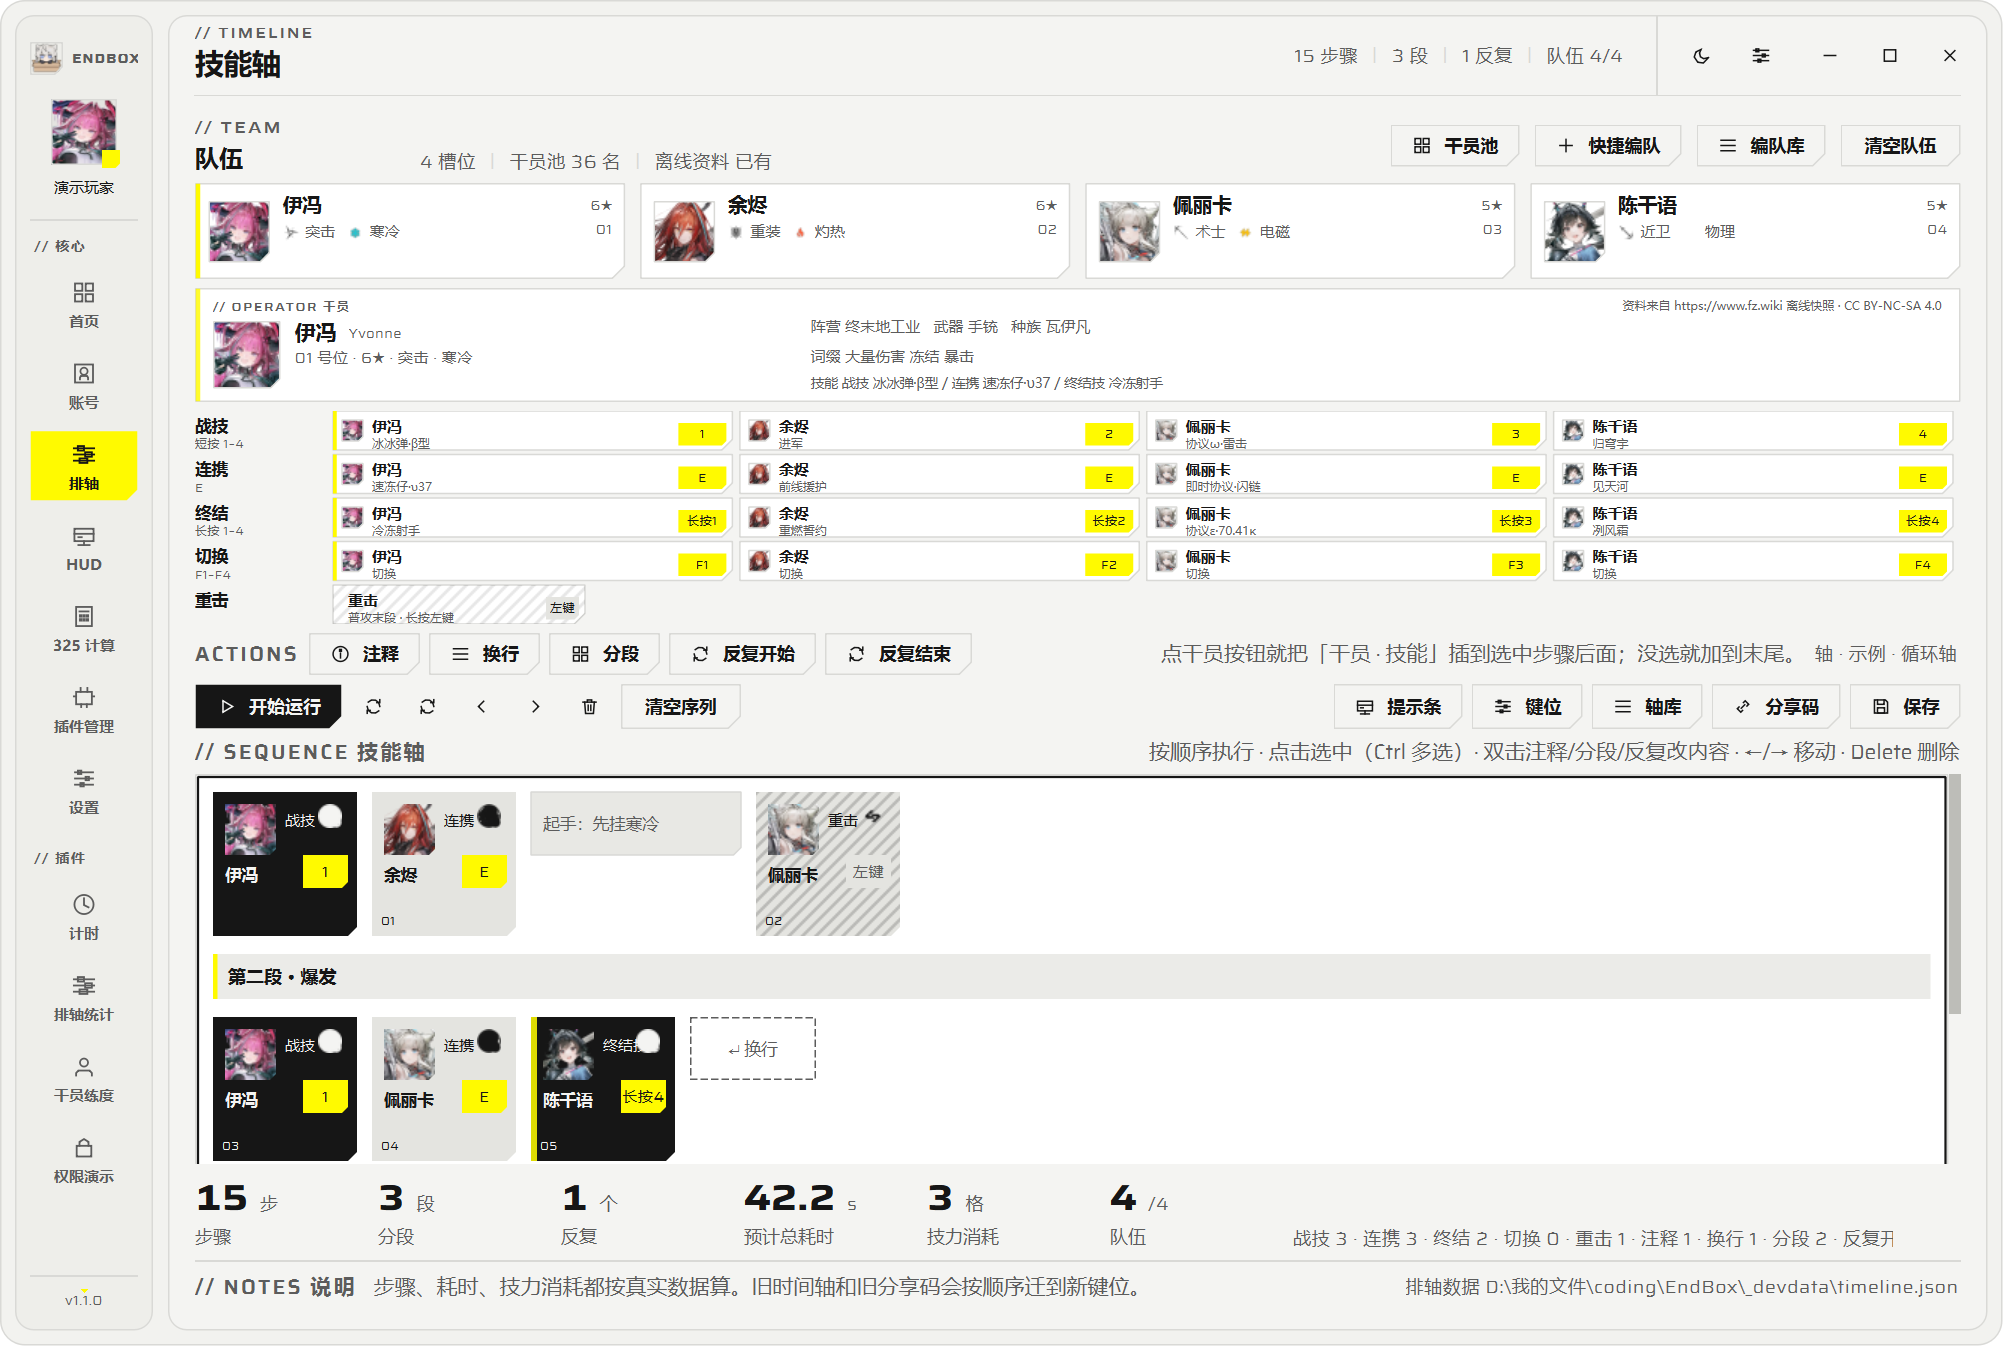 ENDBOX
演示玩家
// 核心
首页
账号
排轴
HUD
325 计算
插件管理
设置
// 插件
计时
排轴统计
干员练度
权限演示
v1.1.0
// TIMELINE
技能轴
15 步骤 | 3 段 | 1 反复 | 队伍 4/4
// TEAM
队伍
4 槽位 | 干员池 36 名 | 离线资料 已有
干员池
快捷编队
编队库
清空队伍
伊冯 6★
突击 寒冷 01
余烬 6★
重装 灼热 02
佩丽卡 5★
术士 电磁 03
陈千语 5★
近卫 物理 04
// OPERATOR 干员
伊冯 Yvonne
01 号位 · 6★ · 突击 · 寒冷
阵营 终末地工业 武器 手铳 种族 瓦伊凡
词缀 大量伤害 冻结 暴击
技能 战技 冰冰弹·β型 / 连携 速冻仔·υ37 / 终结技 冷冻射手
资料来自 https://www.fz.wiki 离线快照 · CC BY-NC-SA 4.0
战技
短按 1-4
伊冯
冰冰弹·β型
1
余烬
进军
2
佩丽卡
协议ω·雷击
3
陈千语
归穹宇
4
连携
E
伊冯
速冻仔·υ37
E
余烬
前线援护
E
佩丽卡
即时协议·闪链
E
陈千语
见天河
E
终结
长按 1-4
伊冯
冷冻射手
长按1
余烬
重燃誓约
长按2
佩丽卡
协议ε·70.41κ
长按3
陈千语
冽风霜
长按4
切换
F1-F4
伊冯
切换
F1
余烬
切换
F2
佩丽卡
切换
F3
陈千语
切换
F4
重击
重击
普攻末段 · 长按左键
左键
ACTIONS
注释
换行
分段
反复开始
反复结束
点干员按钮就把「干员 · 技能」插到选中步骤后面；没选就加到末尾。 轴 · 示例 · 循环轴
开始运行
清空序列
提示条
键位
轴库
分享码
保存
// SEQUENCE 技能轴
按顺序执行 · 点击选中（Ctrl 多选）· 双击注释/分段/反复改内容 · ←/→ 移动 · Delete 删除
战技
伊冯
1
连携
余烬
E
01
起手：先挂寒冷
重击
佩丽卡
左键
02
第二段 · 爆发
战技
伊冯
1
03
连携
佩丽卡
E
04
终结
陈千语
长按4
05
↵ 换行
15 步
步骤
3 段
分段
1 个
反复
42.2 s
预计总耗时
3 格
技力消耗
4 /4
队伍
战技 3 · 连携 3 · 终结 2 · 切换 0 · 重击 1 · 注释 1 · 换行 1 · 分段 2 · 反复开
// NOTES 说明 步骤、耗时、技力消耗都按真实数据算。旧时间轴和旧分享码会按顺序迁到新键位。
排轴数据 D:\我的文件\coding\EndBox\_devdata\timeline.json